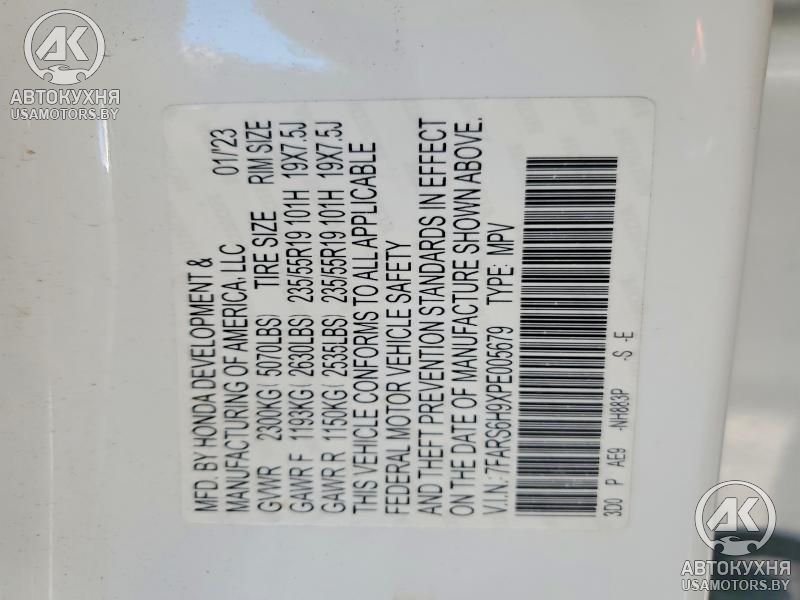 AK
АВТОКУХНЯ
USAMOTORS.BY
MFD. BY HONDA DEVELOPMENT &
MANUFACTURING OF AMERICA, LLC 01/'23
GVWR 2300KG( 5070LBS) TIRE SIZE RIM SIZE
GAWR F 1193KG( 2630LBS) 235/55R19 101H 19X7.5J
GAWR R 1150KG( 2535LBS) 235/55R19 101H 19X7.5J
THIS VEHICLE CONFORMS TO ALL APPLICABLE
FEDERAL MOTOR VEHICLE SAFETY
AND THEFT PREVENTION STANDARDS IN EFFECT
ON THE DATE OF MANUFACTURE SHOWN ABOVE.
V.I.N: 7FARS6H9XPE005679 TYPE: MPV
3D0 P AE9 -NH883P -S -E
AK
АВТОКУХНЯ
USAMOTORS.BY